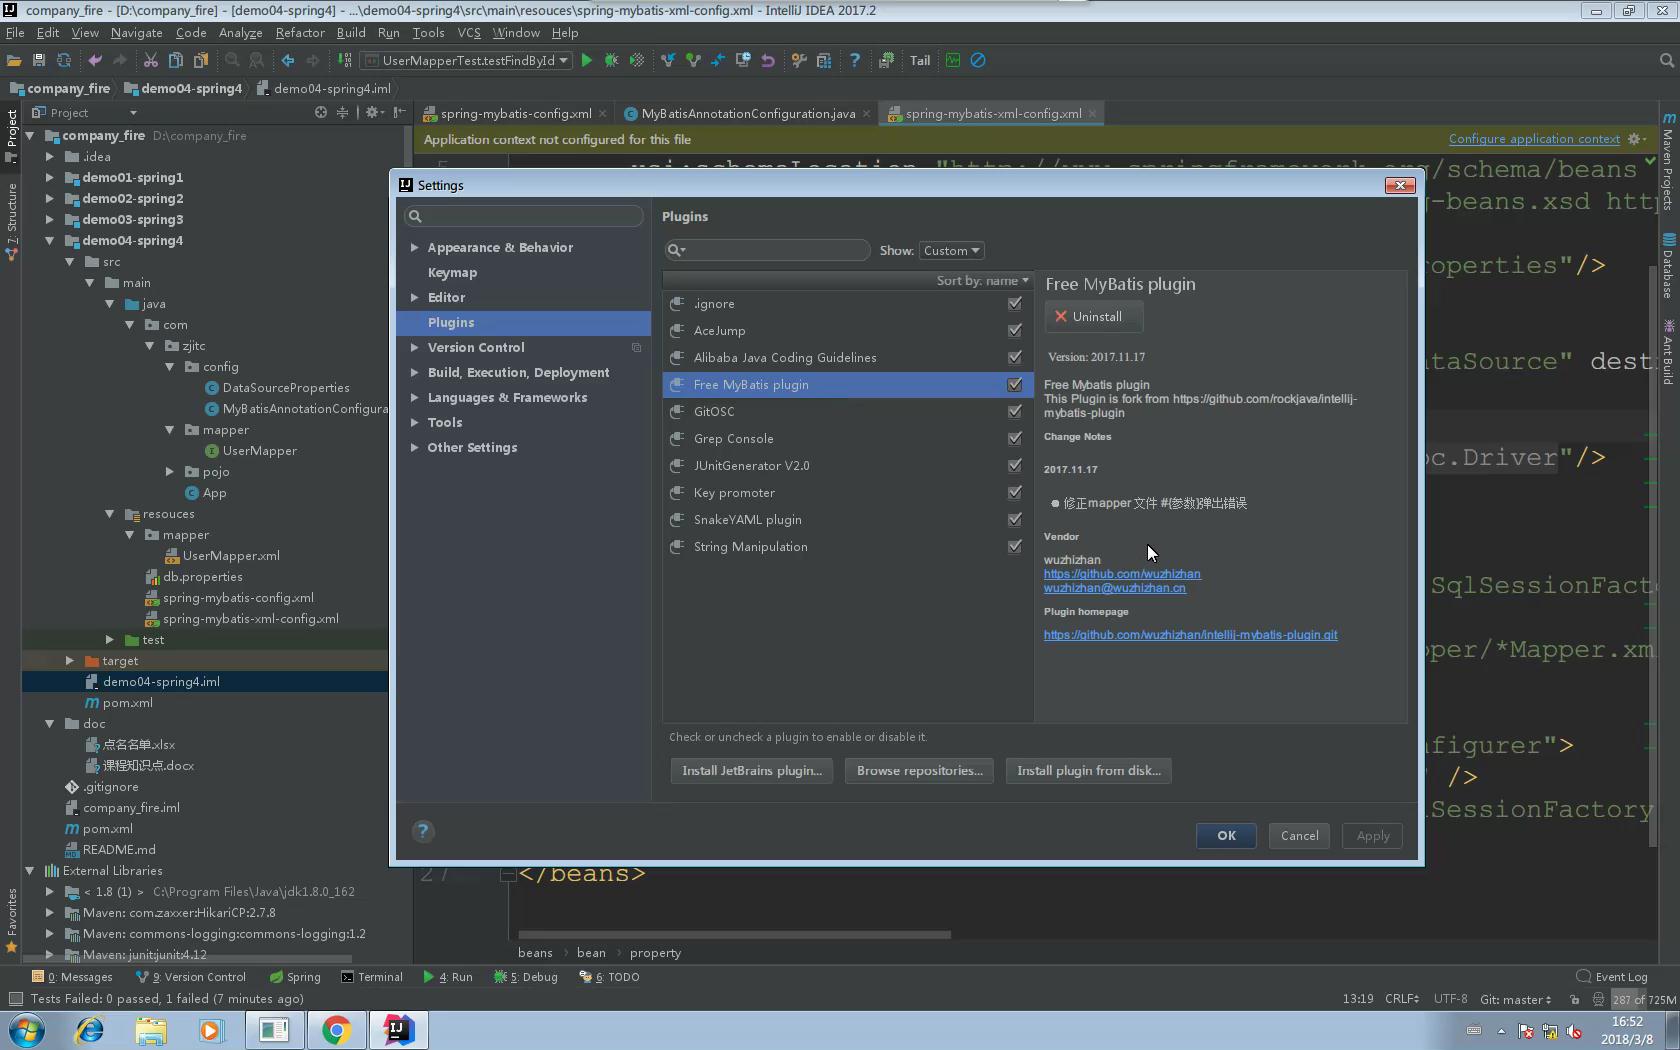 company_fire - [D:\company_fire] - [demo04-spring4] - ...\demo04-spring4\src\main\resouces\spring-mybatis-xml-config.xml - IntelliJ IDEA 2017.2
File Edit View Navigate Code Analyze Refactor Build Run Tools VCS Window Help
UserMapperTest.testFindById Tail
company_fire demo04-spring4 demo04-spring4.iml
Project
spring-mybatis-config.xml MyBatisAnnotationConfiguration.java spring-mybatis-xml-config.xml
Application context not configured for this file Configure application context
Project
7: Structure
Favorites
Maven Projects
Database
Ant Build
company_fire D:\company_fire
.idea
demo01-spring1
demo02-spring2
demo03-spring3
demo04-spring4
src
main
java
com
zjitc
config
DataSourceProperties
MyBatisAnnotationConfigura
mapper
UserMapper
pojo
App
resouces
mapper
UserMapper.xml
db.properties
spring-mybatis-config.xml
spring-mybatis-xml-config.xml
test
target
demo04-spring4.iml
pom.xml
doc
点名名单.xlsx
课程知识点.docx
.gitignore
company_fire.iml
pom.xml
README.md
External Libraries
< 1.8 (1) > C:\Program Files\Java\jdk1.8.0_162
Maven: com.zaxxer:HikariCP:2.7.8
Maven: commons-logging:commons-logging:1.2
Maven: junit:junit:4.12
Settings
Appearance & Behavior
Keymap
Editor
Plugins
Version Control
Build, Execution, Deployment
Languages & Frameworks
Tools
Other Settings
Plugins
Show: Custom
Sort by: name
.ignore
AceJump
Alibaba Java Coding Guidelines
Free MyBatis plugin
GitOSC
Grep Console
JUnitGenerator V2.0
Key promoter
SnakeYAML plugin
String Manipulation
Free MyBatis plugin
Uninstall
Version: 2017.11.17
Free Mybatis plugin
This Plugin is fork from https://github.com/rockjava/intellij-
mybatis-plugin
Change Notes
2017.11.17
修正mapper 文件 #{参数}弹出错误
Vendor
wuzhizhan
https://github.com/wuzhizhan
wuzhizhan@wuzhizhan.cn
Plugin homepage
https://github.com/wuzhizhan/intellij-mybatis-plugin.git
Check or uncheck a plugin to enable or disable it.
Install JetBrains plugin... Browse repositories... Install plugin from disk...
OK Cancel Apply
/schema/beans
-beans.xsd http
operties"/>
ataSource" destr
oc.Driver"/>
SqlSessionFacto
pper/*Mapper.xm
nfigurer">
" />
lSessionFactory
27 </beans>
beans bean property
0: Messages 9: Version Control Spring Terminal 4: Run 5: Debug 6: TODO Event Log
Tests Failed: 0 passed, 1 failed (7 minutes ago) 13:19 CRLF UTF-8 Git: master 287 of 725M
16:52
2018/3/8